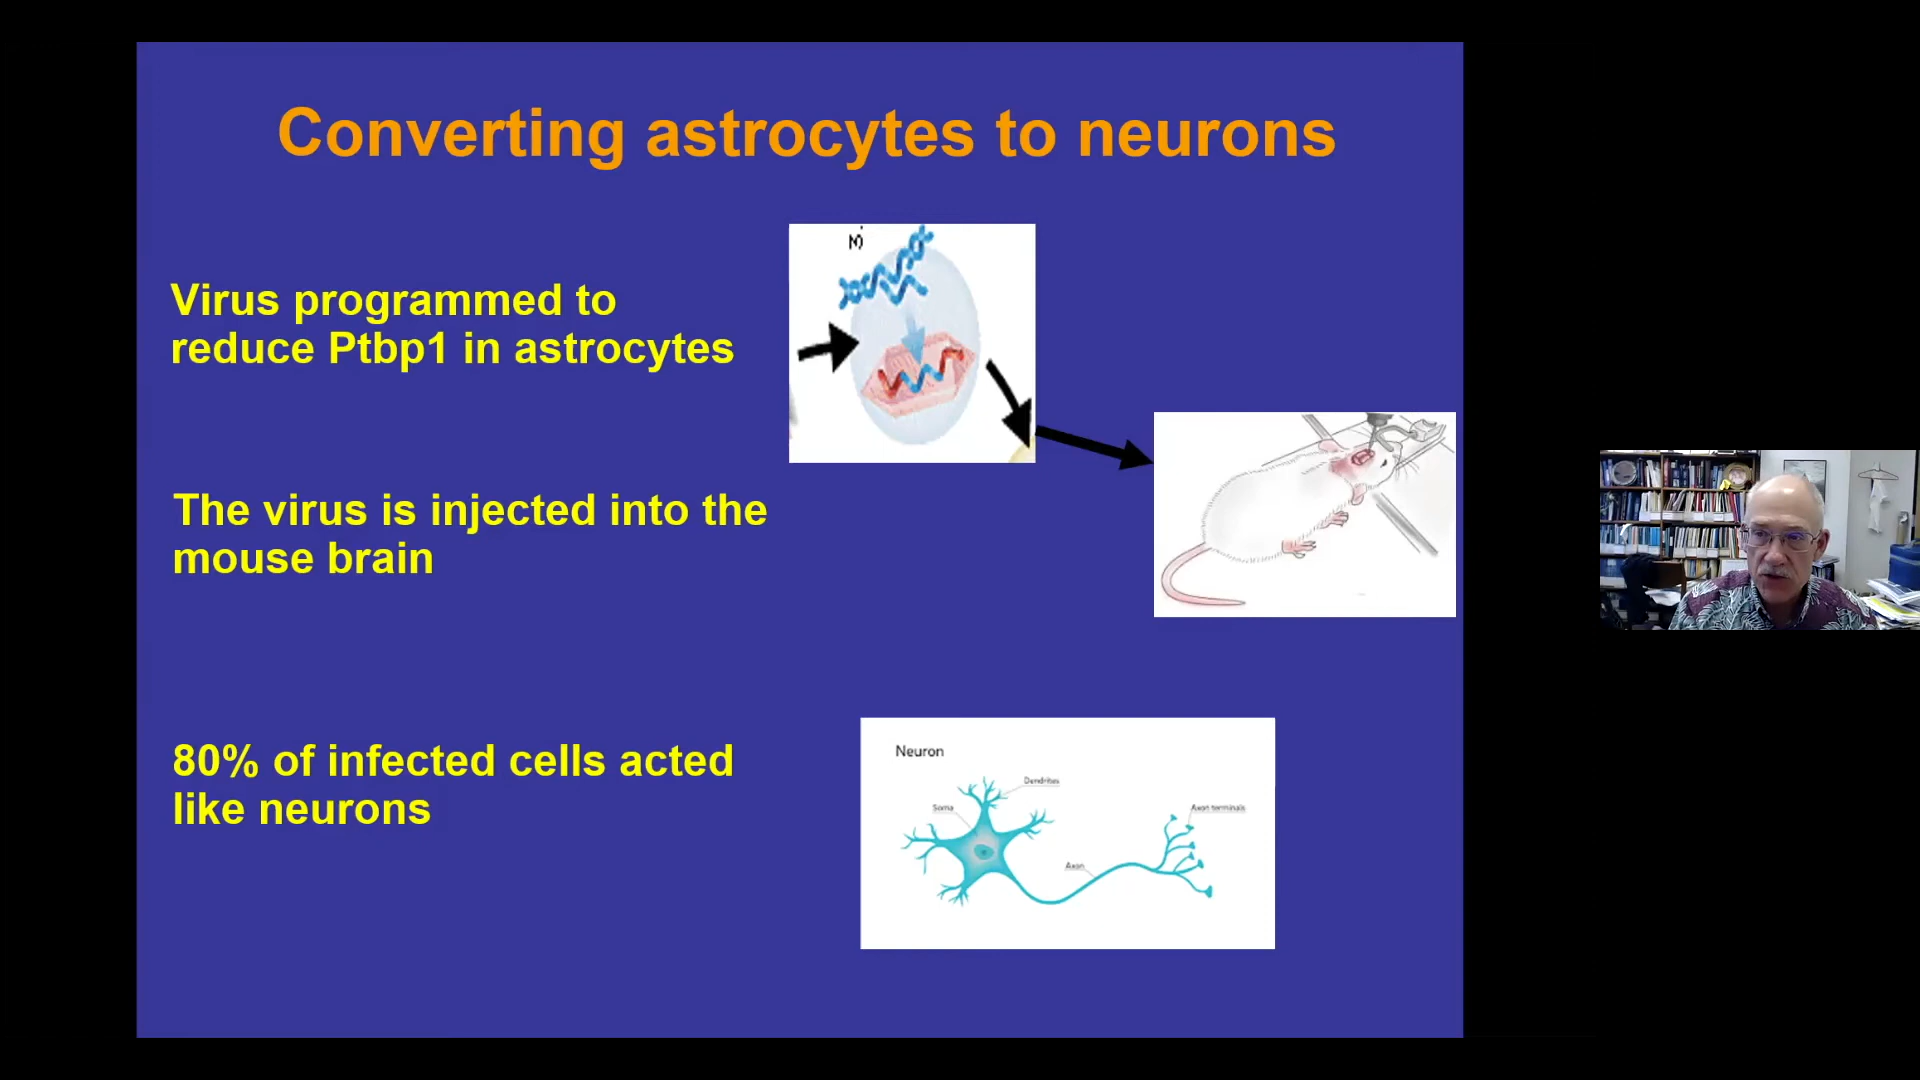 Converting astrocytes to neurons
Virus programmed to
reduce Ptbp1 in astrocytes
The virus is injected into the
mouse brain
80% of infected cells acted
like neurons
Neuron
Dendrites
Soma
Axon terminals
Axon